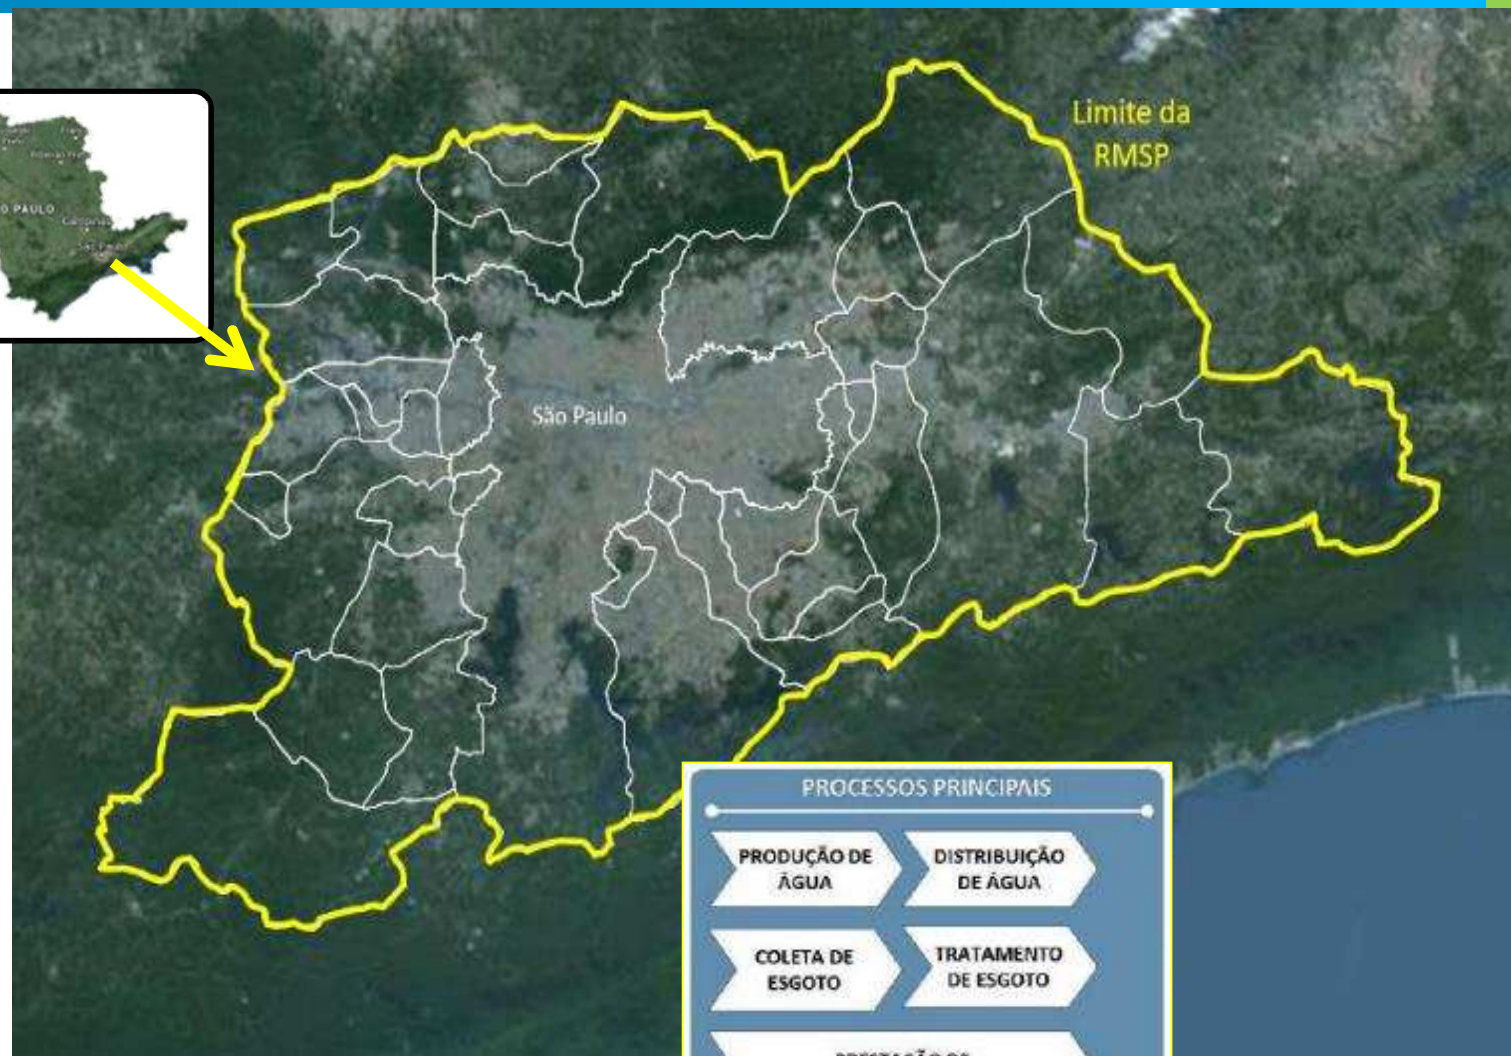 O PAULO
Limite da
RMSP
São Paulo
PROCESSOS PRINCIPAIS
PRODUÇÃO DE
ÁGUA
DISTRIBUIÇÃO
DE ÁGUA
COLETA DE
ESGOTO
TRATAMENTO
DE ESGOTO